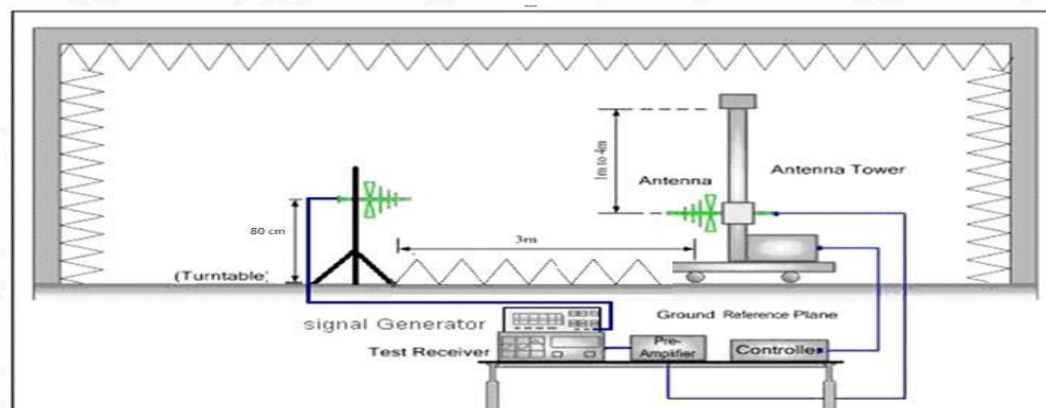 1m to 4m
Antenna Tower
Antenna
80 cm
3m
(Turntable)
Ground Reference Plane
signal Generator
Test Receiver
Pre-
Amplifier
Controller